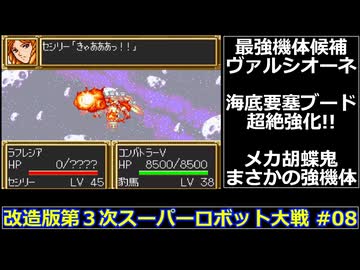 セシリー「きゃあああっ！！」
最強機体候補
ヴァルシオーネ
海底要塞ブード
超絶強化!!
メカ胡蝶鬼
まさかの強機体
ラフレシア
HP 0/????
セシリー LV 45
コンバトラーV
HP 8500/8500
豹馬 LV 38
改造版第３次スーパーロボット大戦 #08